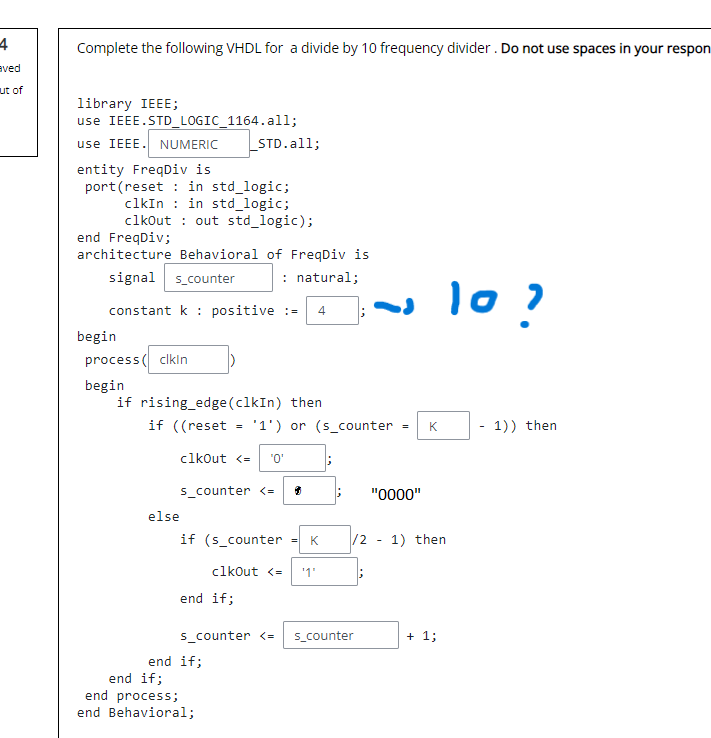 4
aved
ut of
Complete the following VHDL for a divide by 10 frequency divider . Do not use spaces in your respon
library IEEE;
use IEEE.STD_LOGIC_1164.all;
use IEEE. NUMERIC _STD.all;
entity FreqDiv is
port(reset : in std_logic;
clkIn : in std_logic;
clkOut : out std_logic);
end FreqDiv;
architecture Behavioral of FreqDiv is
signal s_counter : natural;
constant k : positive := 4 ; 10 ?
begin
process( clkIn )
begin
if rising_edge(clkIn) then
if ((reset = '1') or (s_counter = K - 1)) then
clkOut <= '0' ;
s_counter <= ; "0000"
else
if (s_counter = K /2 - 1) then
clkOut <= '1' ;
end if;
s_counter <= s_counter + 1;
end if;
end if;
end process;
end Behavioral;